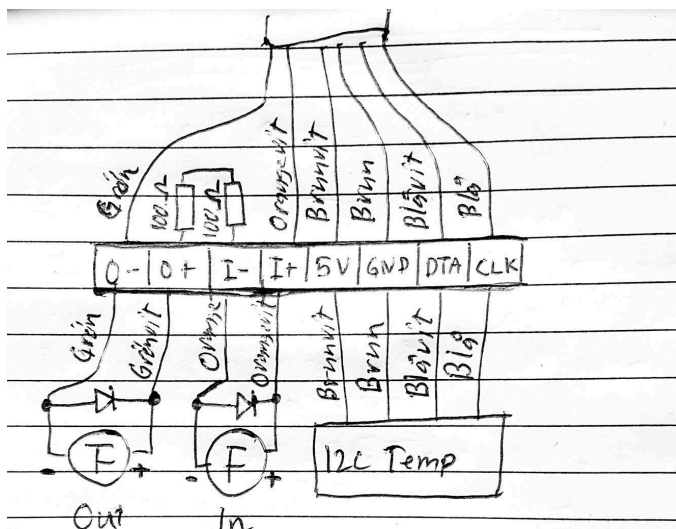 Grön 100Ω 100Ω Orangevit Brunvit Brun Blåvit Blå
O- O+ I- I+ 5V GND DTA CLK
Grön Grönvit Orange Orangevit Brunvit Brun Blåvit Blå
- F + - F + I2C Temp
Out In